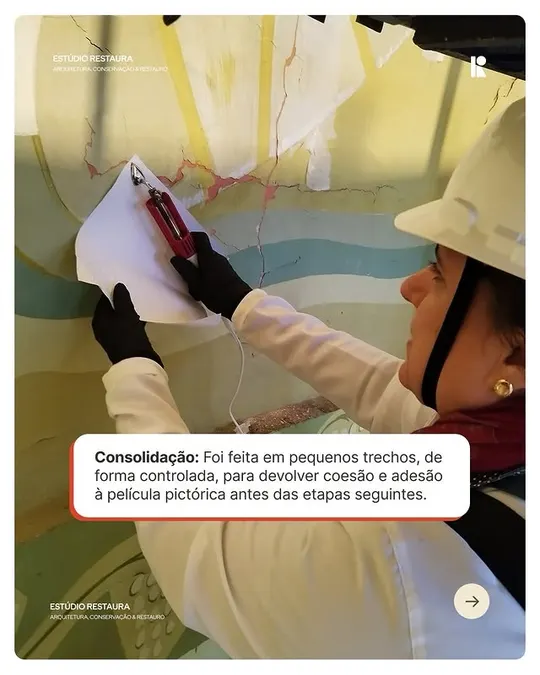 ESTÚDIO RESTAURA
ARQUITETURA, CONSERVAÇÃO & RESTAURO
Consolidação: Foi feita em pequenos trechos, de
forma controlada, para devolver coesão e adesão
à película pictórica antes das etapas seguintes.
ESTÚDIO RESTAURA
ARQUITETURA, CONSERVAÇÃO & RESTAURO